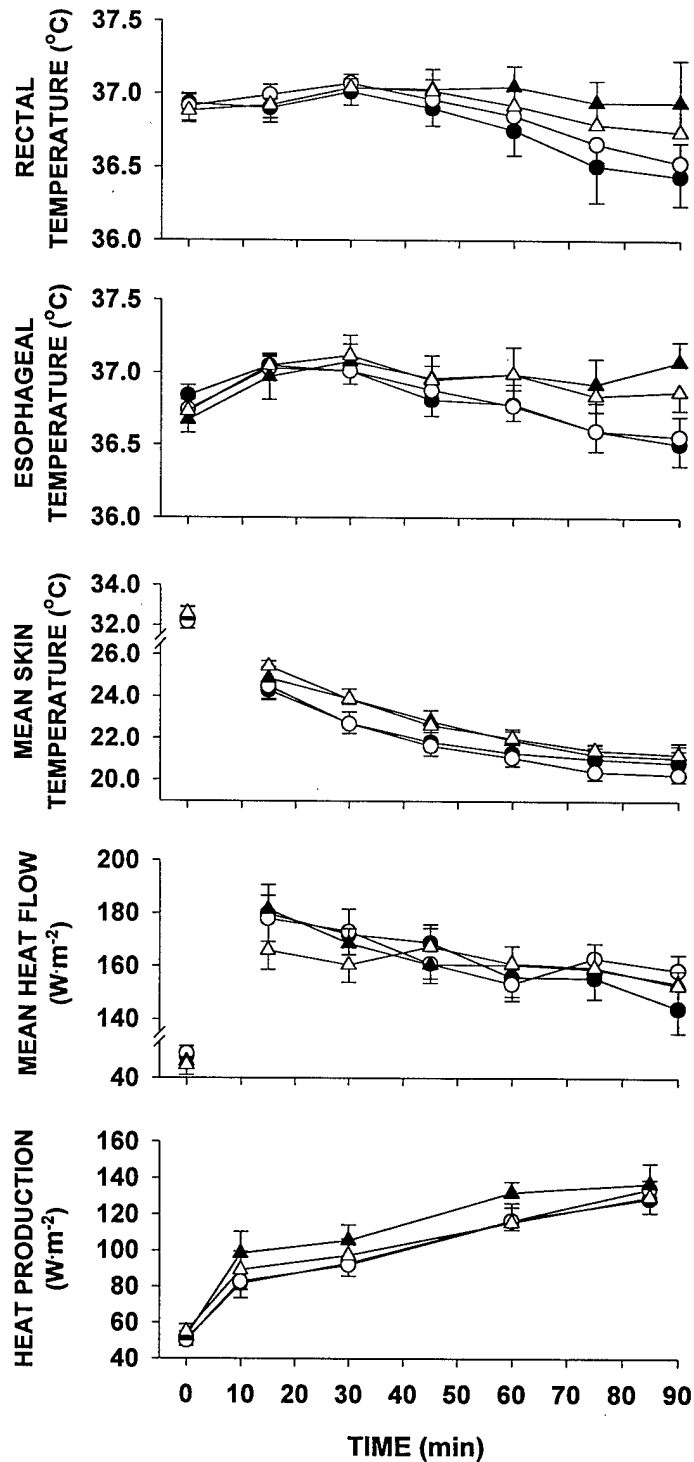 RECTAL
TEMPERATURE (°C)
37.5
37.0
36.5
36.0
ESOPHAGEAL
TEMPERATURE (°C)
37.5
37.0
36.5
36.0
MEAN SKIN
TEMPERATURE (°C)
34.0
32.0
26.0
24.0
22.0
20.0
MEAN HEAT FLOW
(W·m⁻²)
200
180
160
140
40
HEAT PRODUCTION
(W·m⁻²)
160
140
120
100
80
60
40
0 10 20 30 40 50 60 70 80 90
TIME (min)